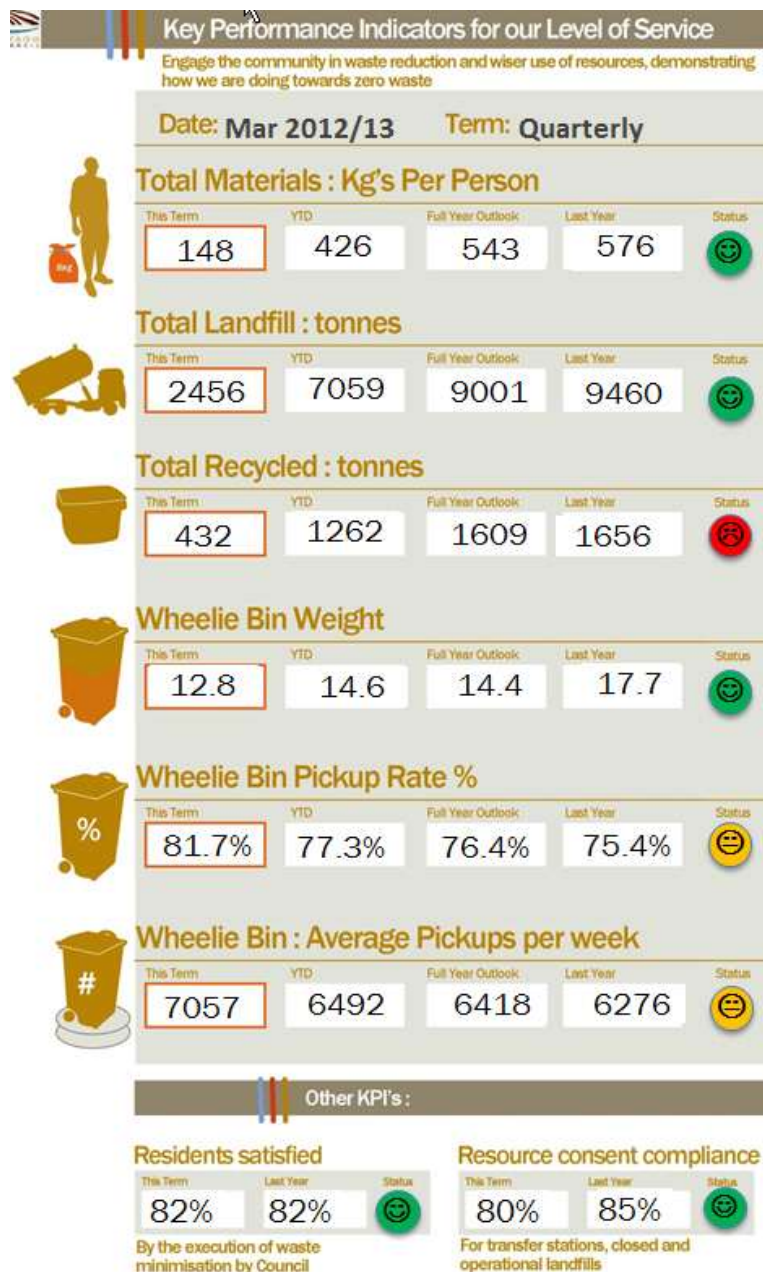 Key Performance Indicators for our Level of Service
Engage the community in waste reduction and wiser use of resources, demonstrating
how we are doing towards zero waste
Date: Mar 2012/13 Term: Quarterly
Total Materials : Kg's Per Person
This Term YTD Full Year Outlook Last Year Status
148 426 543 576
Total Landfill : tonnes
This Term YTD Full Year Outlook Last Year Status
2456 7059 9001 9460
Total Recycled : tonnes
This Term YTD Full Year Outlook Last Year Status
432 1262 1609 1656
Wheelie Bin Weight
This Term YTD Full Year Outlook Last Year Status
12.8 14.6 14.4 17.7
Wheelie Bin Pickup Rate %
This Term YTD Full Year Outlook Last Year Status
% 81.7% 77.3% 76.4% 75.4%
Wheelie Bin : Average Pickups per week
This Term YTD Full Year Outlook Last Year Status
# 7057 6492 6418 6276
Other KPI's :
Residents satisfied
This Term Last Year Status
82% 82%
By the execution of waste
minimisation by Council
Resource consent compliance
This Term Last Year Status
80% 85%
For transfer stations, closed and
operational landfills